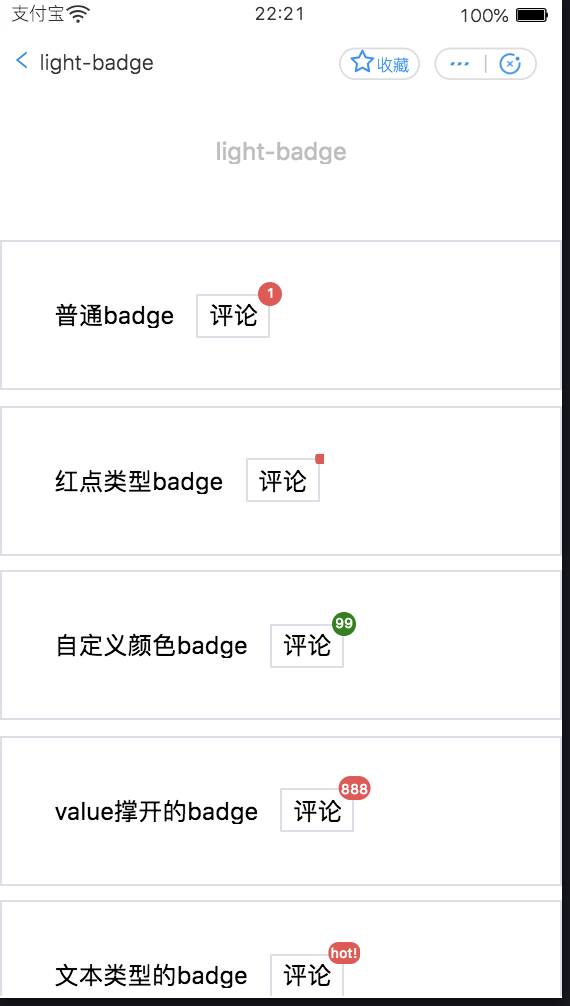 支付宝 22:21 100%
light-badge 收藏
light-badge
普通badge 评论 1
红点类型badge 评论
自定义颜色badge 评论 99
value撑开的badge 评论 888
文本类型的badge 评论 hot!